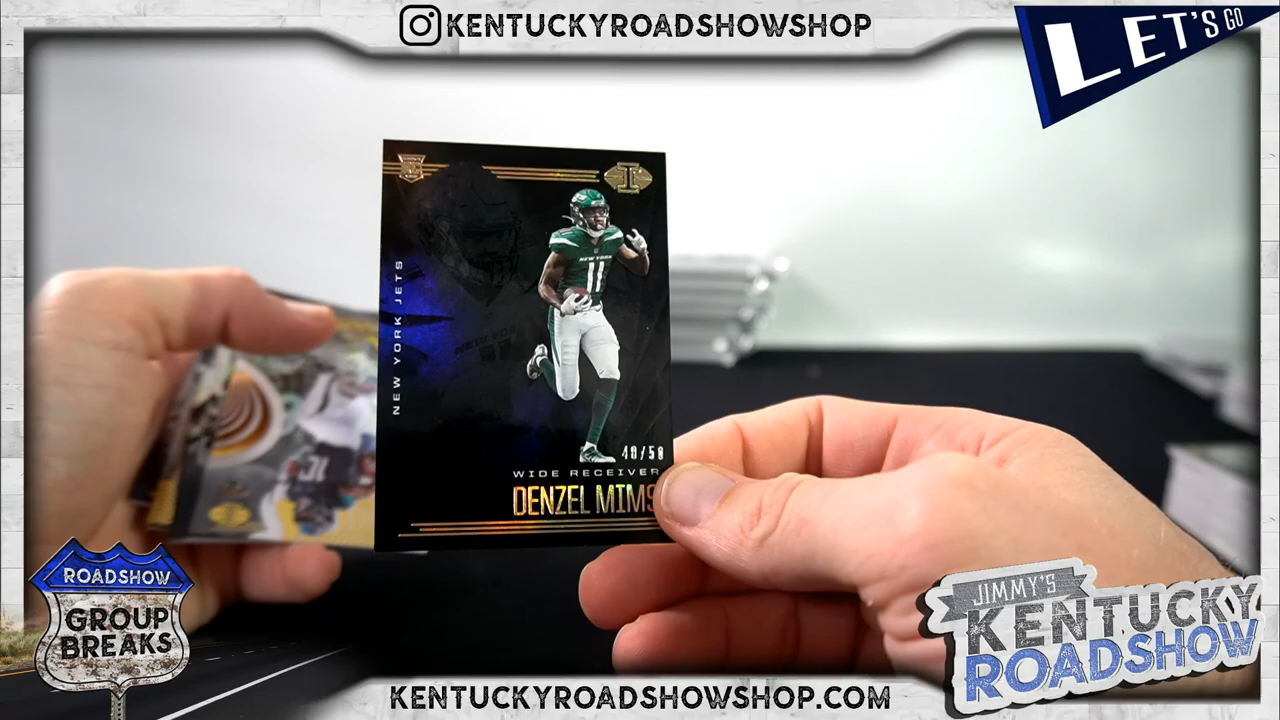 KENTUCKYROADSHOWSHOP
LET'S GO
RC
I
NEW YORK JETS
NEW YORK
11
40/50
WIDE RECEIVER
DENZEL MIMS
ROADSHOW
GROUP
BREAKS
JIMMY'S
KENTUCKY
ROADSHOW
KENTUCKYROADSHOWSHOP.COM